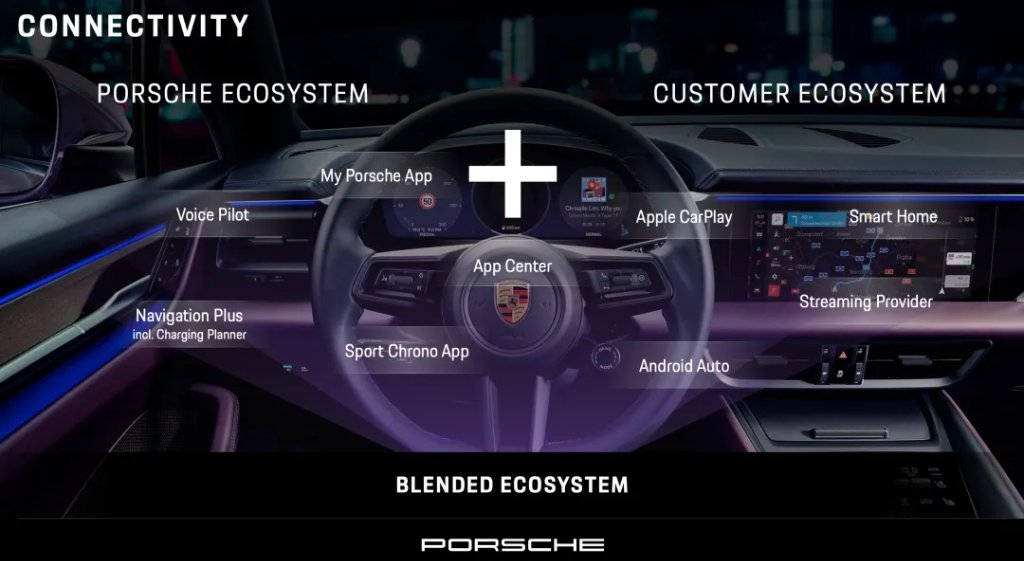 CONNECTIVITY
PORSCHE ECOSYSTEM
CUSTOMER ECOSYSTEM
My Porsche App
Voice Pilot
Apple CarPlay
Smart Home
App Center
Navigation Plus
incl. Charging Planner
Streaming Provider
Sport Chrono App
Android Auto
50
BLENDED ECOSYSTEM
PORSCHE